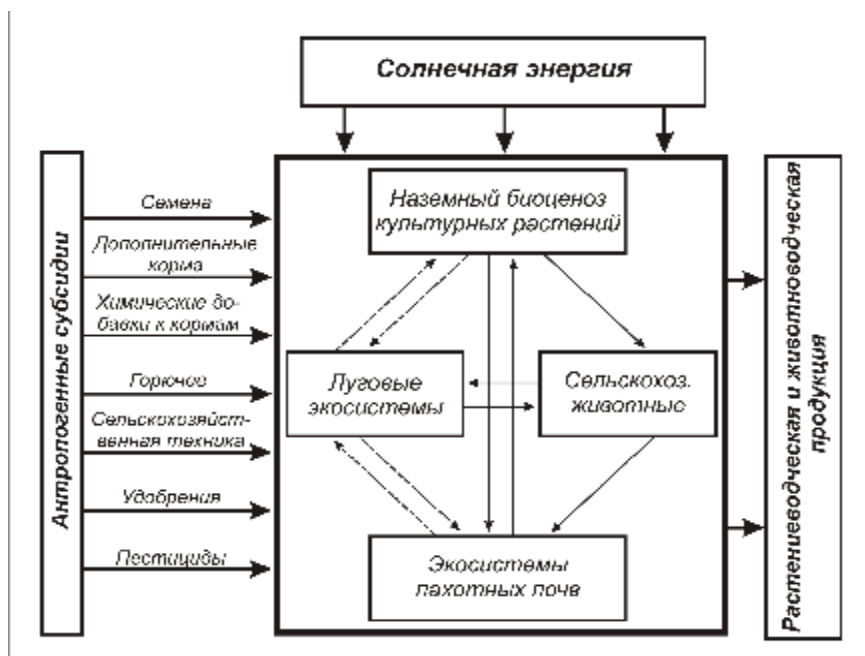 Солнечная энергия
Антропогенные субсидии
Семена
Дополнительные
корма
Химические до-
бавки к кормам
Горючее
Сельскохозяйст-
венная техника
Удобрения
Пестициды
Наземный биоценоз
культурных растений
Луговые
экосистемы
Сельскохоз.
животные
Экосистемы
пахотных почв
Растениеводческая и животноводческая
продукция